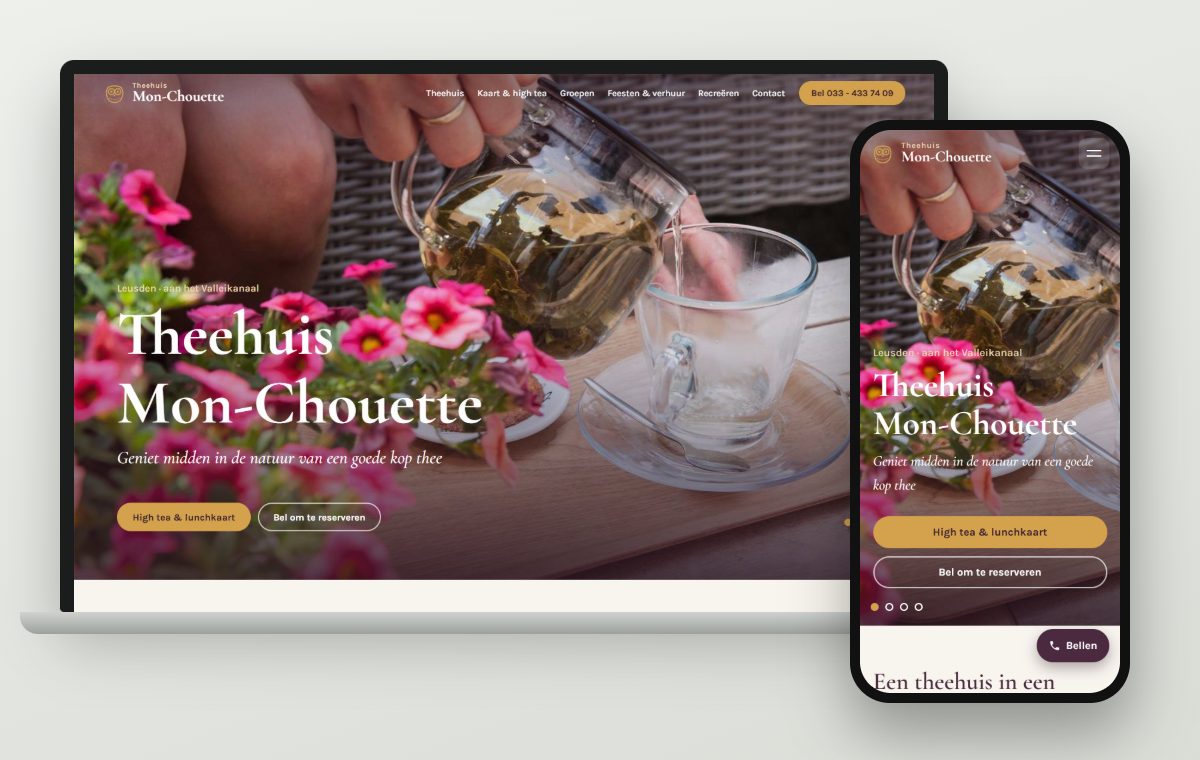 Theehuis
Mon-Chouette
Theehuis Kaart & high tea Groepen Feesten & verhuur Recreëren Contact Bel 033 - 433 74 09
Leusden · aan het Valleikanaal
Theehuis
Mon-Chouette
Geniet midden in de natuur van een goede kop thee
High tea & lunchkaart Bel om te reserveren
Theehuis
Mon-Chouette
Leusden · aan het Valleikanaal
Theehuis
Mon-Chouette
Geniet midden in de natuur van een goede
kop thee
High tea & lunchkaart
Bel om te reserveren
Bellen
Een theehuis in een